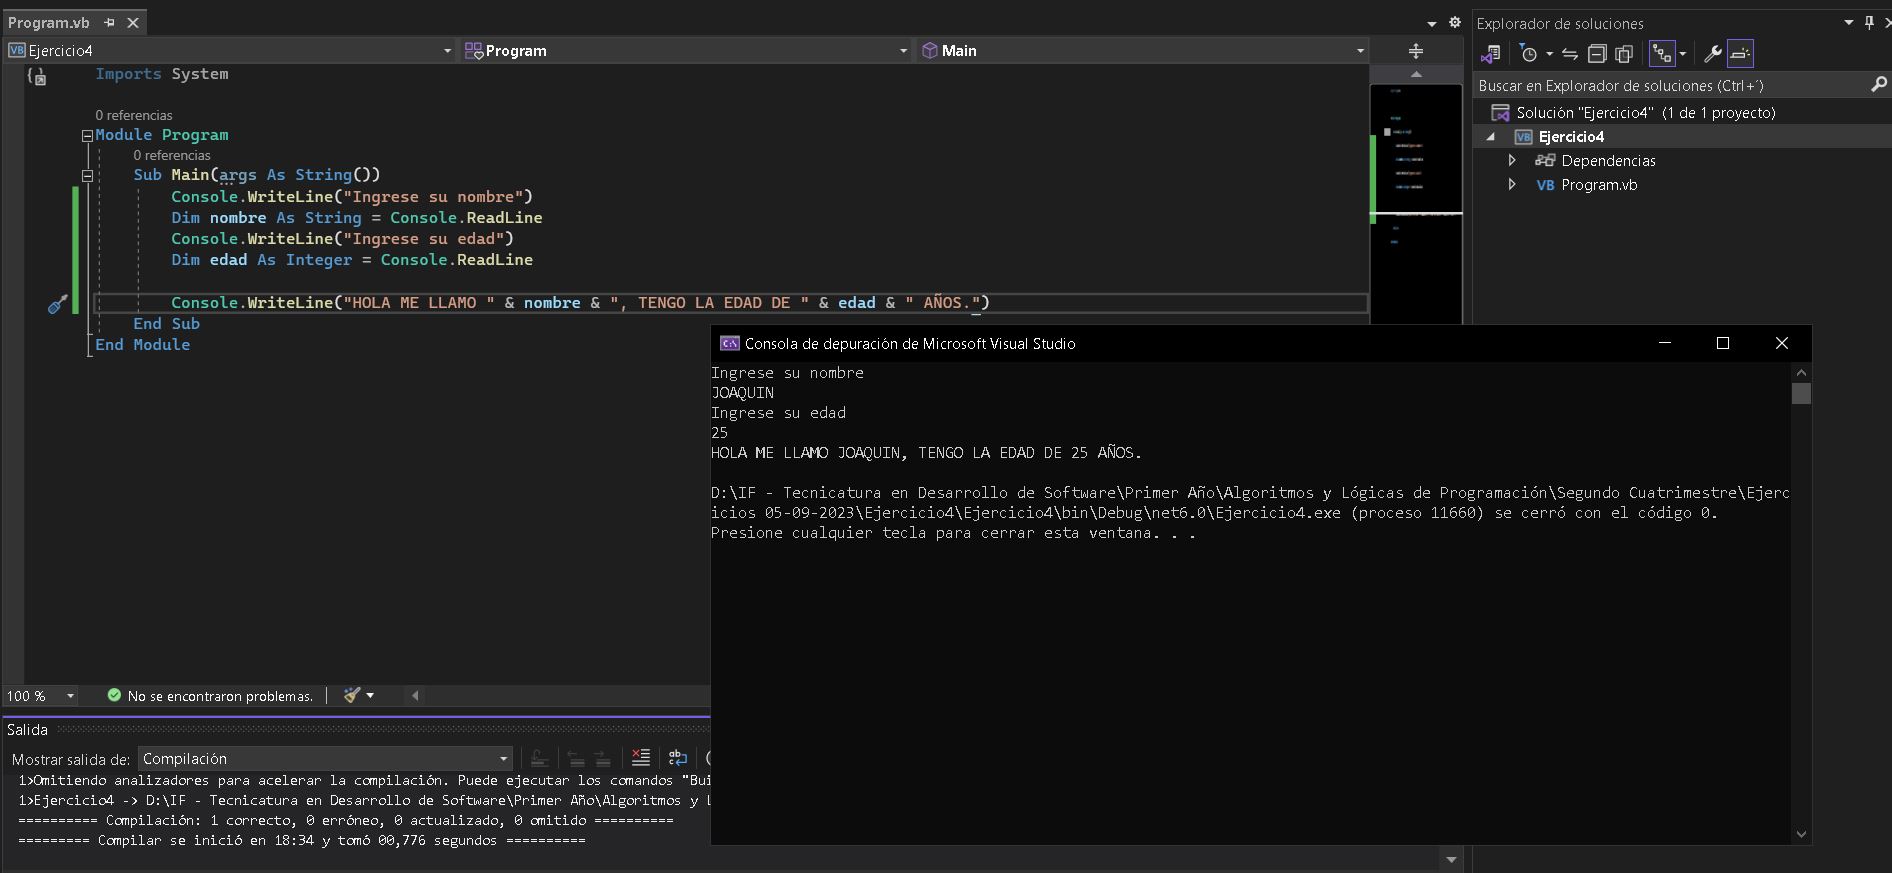 Program.vb
Ejercicio4
Program
Main
Imports System
0 referencias
Module Program
0 referencias
Sub Main(args As String())
Console.WriteLine("Ingrese su nombre")
Dim nombre As String = Console.ReadLine
Console.WriteLine("Ingrese su edad")
Dim edad As Integer = Console.ReadLine
Console.WriteLine("HOLA ME LLAMO " & nombre & ", TENGO LA EDAD DE " & edad & " AÑOS.")
End Sub
End Module
Explorador de soluciones
Buscar en Explorador de soluciones (Ctrl+´)
Solución "Ejercicio4" (1 de 1 proyecto)
VB Ejercicio4
Dependencias
VB Program.vb
Consola de depuración de Microsoft Visual Studio
Ingrese su nombre
JOAQUIN
Ingrese su edad
25
HOLA ME LLAMO JOAQUIN, TENGO LA EDAD DE 25 AÑOS.
D:\IF - Tecnicatura en Desarrollo de Software\Primer Año\Algoritmos y Lógicas de Programación\Segundo Cuatrimestre\Ejerc
icios 05-09-2023\Ejercicio4\Ejercicio4\bin\Debug\net6.0\Ejercicio4.exe (proceso 11660) se cerró con el código 0.
Presione cualquier tecla para cerrar esta ventana. . .
100 %
No se encontraron problemas.
Salida
Mostrar salida de: Compilación
1>Omitiendo analizadores para acelerar la compilación. Puede ejecutar los comandos "Bui
1>Ejercicio4 -> D:\IF - Tecnicatura en Desarrollo de Software\Primer Año\Algoritmos y L
========== Compilación: 1 correcto, 0 erróneo, 0 actualizado, 0 omitido ==========
========= Compilar se inició en 18:34 y tomó 00,776 segundos ==========